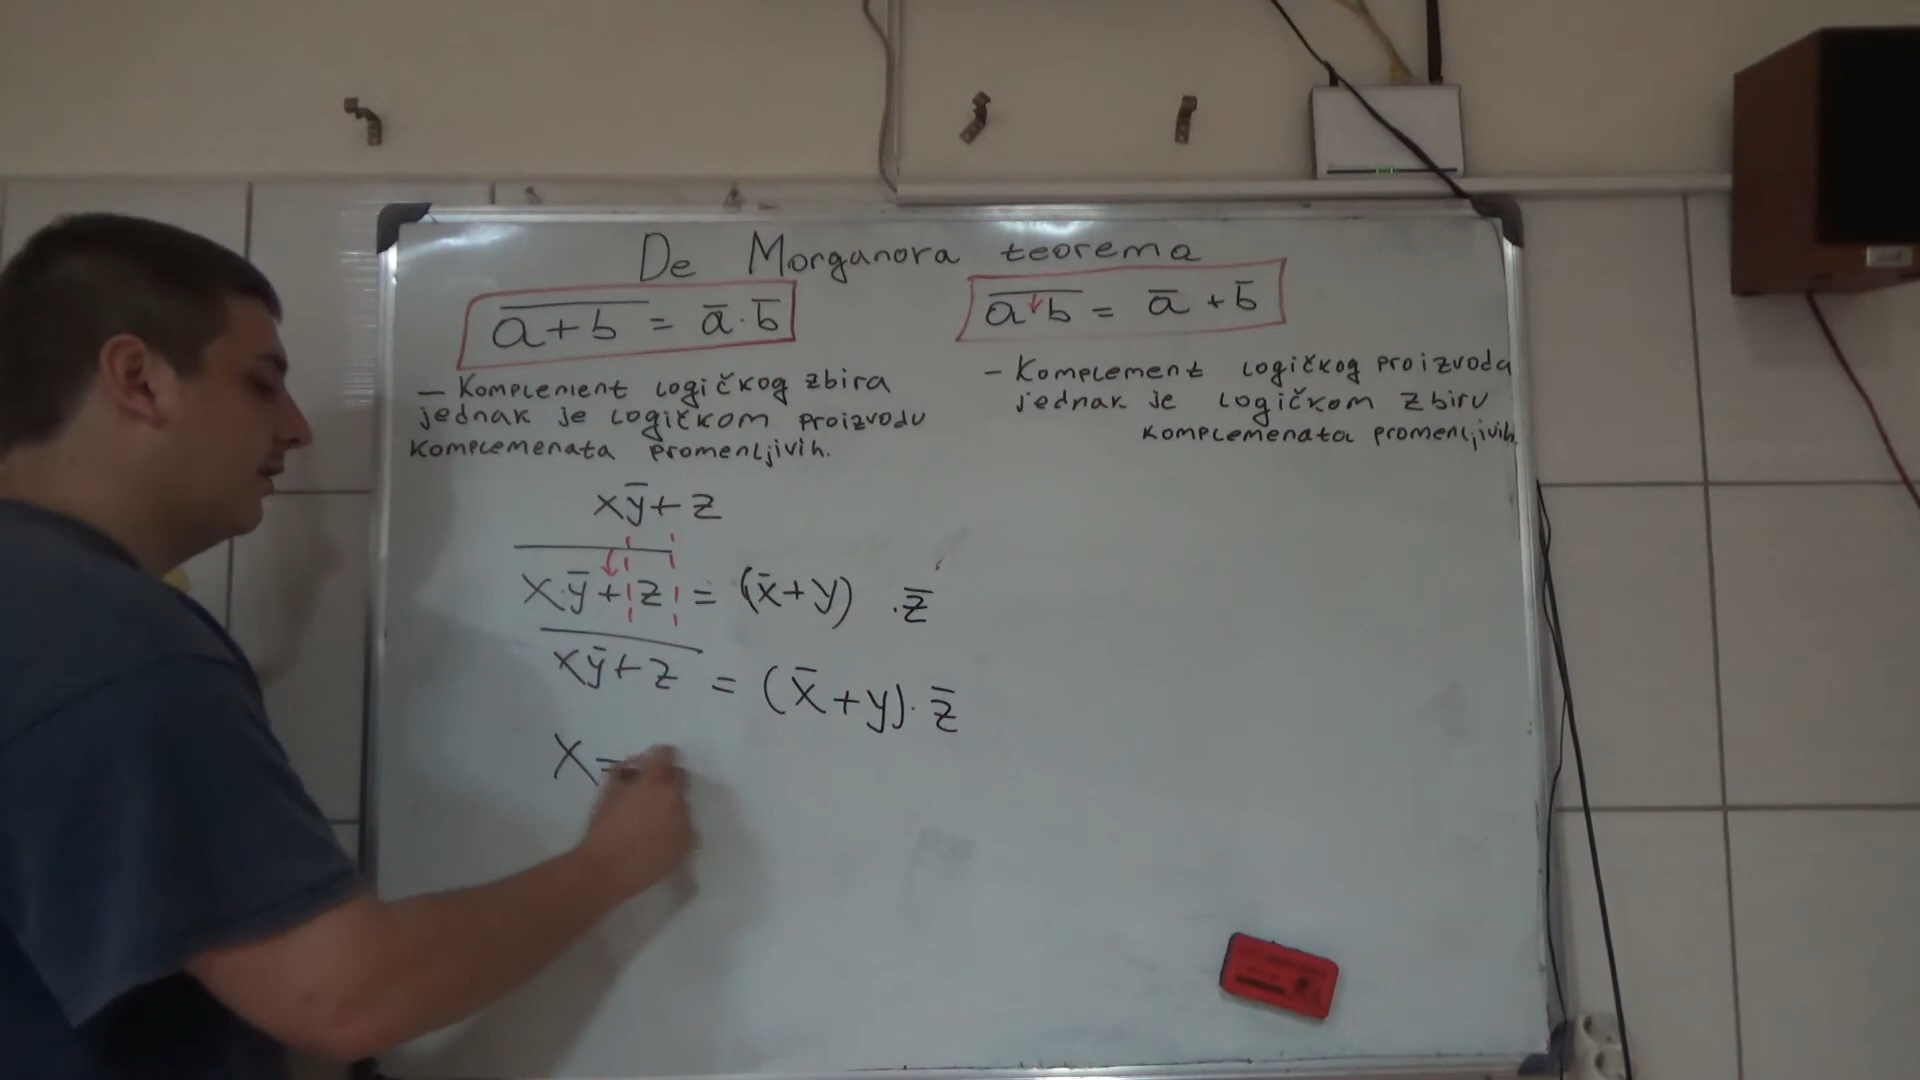 De Morganova teorema
a̅+̅b̅ = a̅·b̅
a̅·̅b̅ = a̅ + b̅
– Komplement logičkog zbira
jednak je logičkom proizvodu
komplemenata promenljivih.
– Komplement logičkog proizvoda
jednak je logičkom zbiru
komplemenata promenljivih
xy̅+z
x̅·̅y̅̅+̅z̅ = (x̅+y) ·z̅
x̅y̅̅+̅z̅ = (x̅+y)·z̅
X=